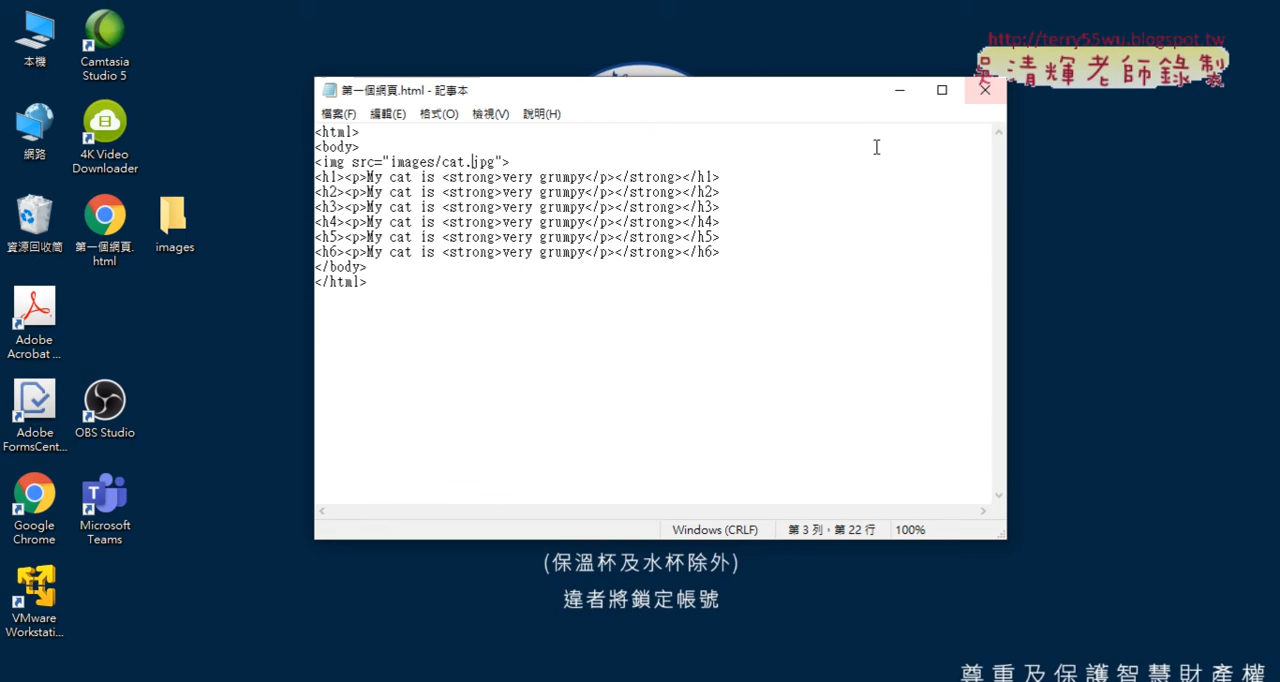 http://terry55wu.blogspot.tw
吳清輝老師錄製
本機
Camtasia
Studio 5
網路
4K Video
Downloader
資源回收筒
第一個網頁.
html
images
Adobe
Acrobat ...
Adobe
FormsCent...
OBS Studio
Google
Chrome
Microsoft
Teams
VMware
Workstati...
第一個網頁.html - 記事本
檔案(F) 編輯(E) 格式(O) 檢視(V) 說明(H)
<html>
<body>
<img src="images/cat.jpg">
<h1><p>My cat is <strong>very grumpy</p></strong></h1>
<h2><p>My cat is <strong>very grumpy</p></strong></h2>
<h3><p>My cat is <strong>very grumpy</p></strong></h3>
<h4><p>My cat is <strong>very grumpy</p></strong></h4>
<h5><p>My cat is <strong>very grumpy</p></strong></h5>
<h6><p>My cat is <strong>very grumpy</p></strong></h6>
</body>
</html>
Windows (CRLF) 第 3 列，第 22 行 100%
(保溫杯及水杯除外)
違者將鎖定帳號
尊重及保護智慧財產權